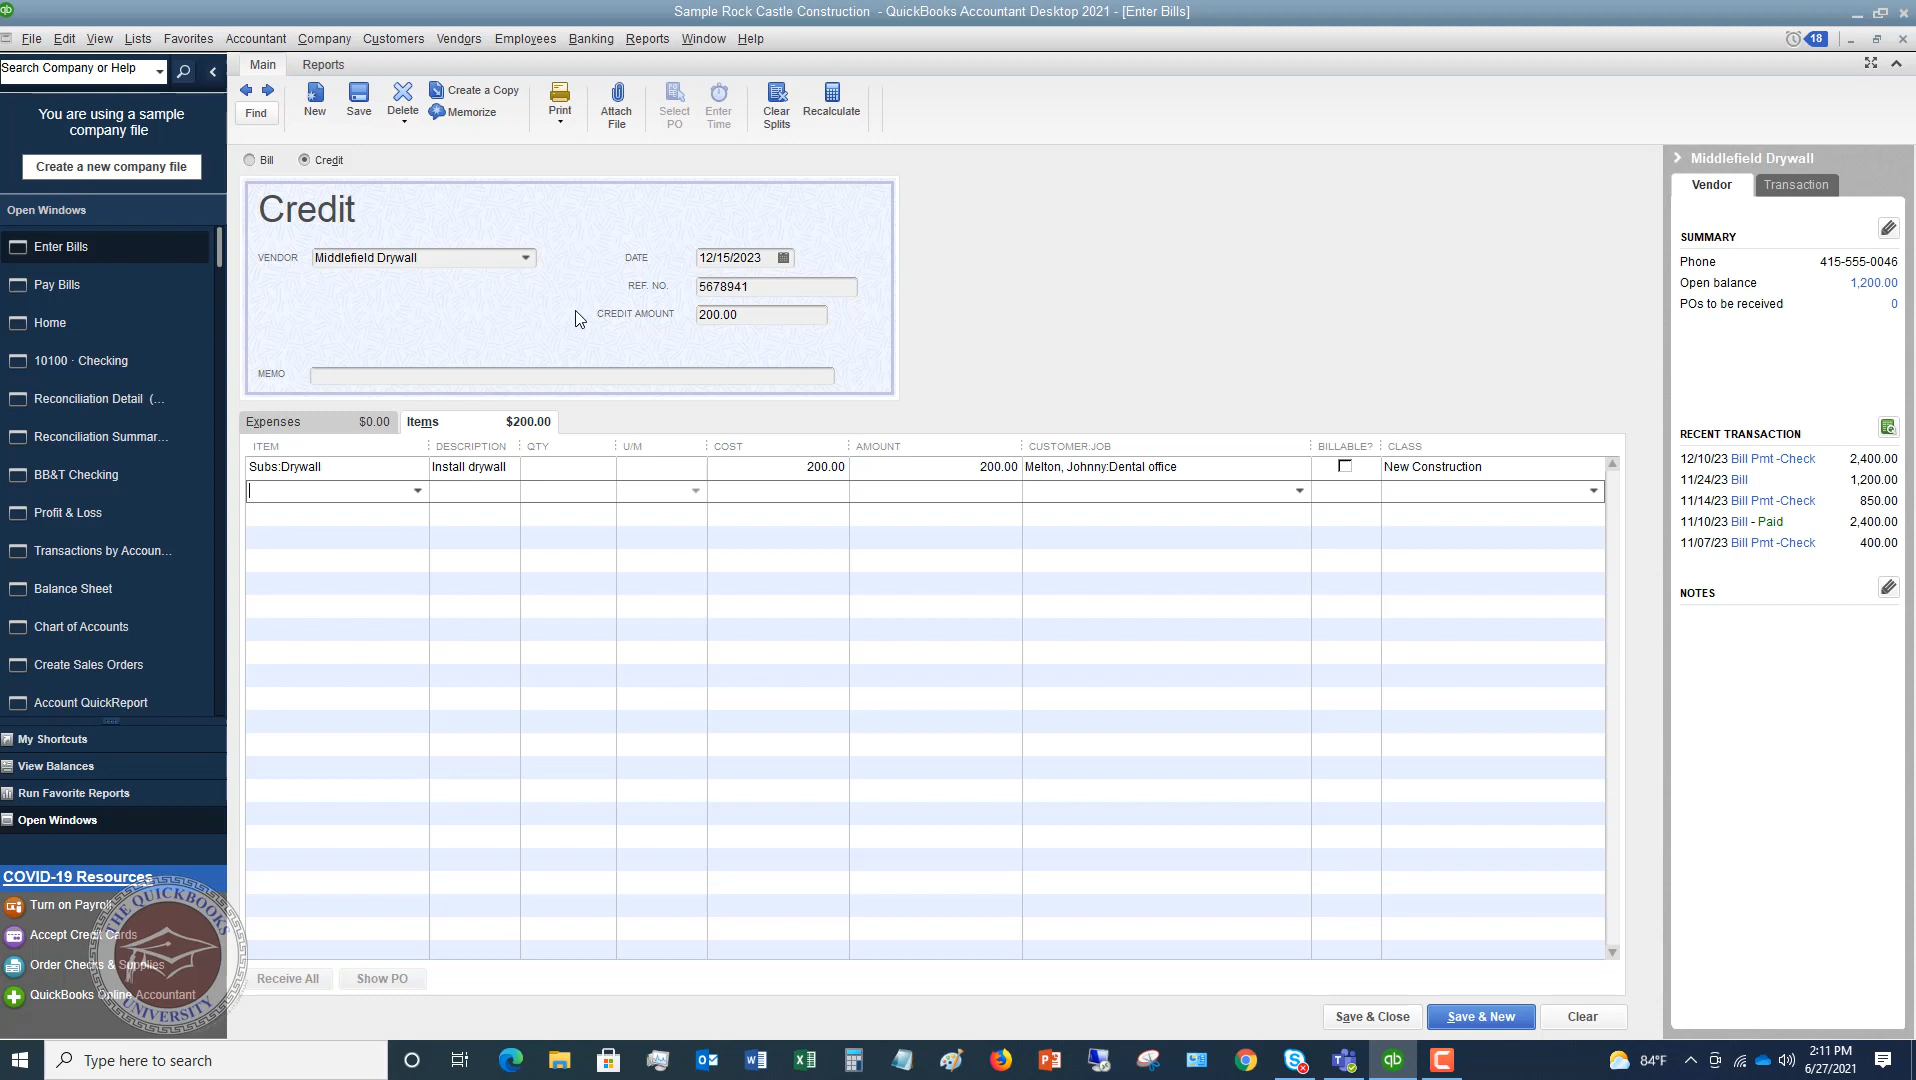 Sample Rock Castle Construction - QuickBooks Accountant Desktop 2021 - [Enter Bills]
File Edit View Lists Favorites Accountant Company Customers Vendors Employees Banking Reports Window Help
18
Search Company or Help
Main Reports
You are using a sample
company file
Create a new company file
Find
New
Save
Delete
Create a Copy
Memorize
Print
Attach
File
Select
PO
Enter
Time
Clear
Splits
Recalculate
Bill Credit
Credit
VENDOR Middlefield Drywall
DATE 12/15/2023
REF. NO. 5678941
CREDIT AMOUNT 200.00
MEMO
Open Windows
Enter Bills
Pay Bills
Home
10100 · Checking
Reconciliation Detail (...
Reconciliation Summar...
BB&T Checking
Profit & Loss
Transactions by Accoun...
Balance Sheet
Chart of Accounts
Create Sales Orders
Account QuickReport
My Shortcuts
View Balances
Run Favorite Reports
Open Windows
COVID-19 Resources
Turn on Payroll
Accept Credit Cards
Order Checks & Supplies
QuickBooks Online Accountant
THE QUICKBOOKS UNIVERSITY
Expenses $0.00 Items $200.00
ITEM DESCRIPTION QTY U/M COST AMOUNT CUSTOMER:JOB BILLABLE? CLASS
Subs:Drywall Install drywall 200.00 200.00 Melton, Johnny:Dental office New Construction
Receive All Show PO
Save & Close Save & New Clear
Middlefield Drywall
Vendor Transaction
SUMMARY
Phone 415-555-0046
Open balance 1,200.00
POs to be received 0
RECENT TRANSACTION
12/10/23 Bill Pmt -Check 2,400.00
11/24/23 Bill 1,200.00
11/14/23 Bill Pmt -Check 850.00
11/10/23 Bill - Paid 2,400.00
11/07/23 Bill Pmt -Check 400.00
NOTES
Type here to search
84°F
2:11 PM
6/27/2021